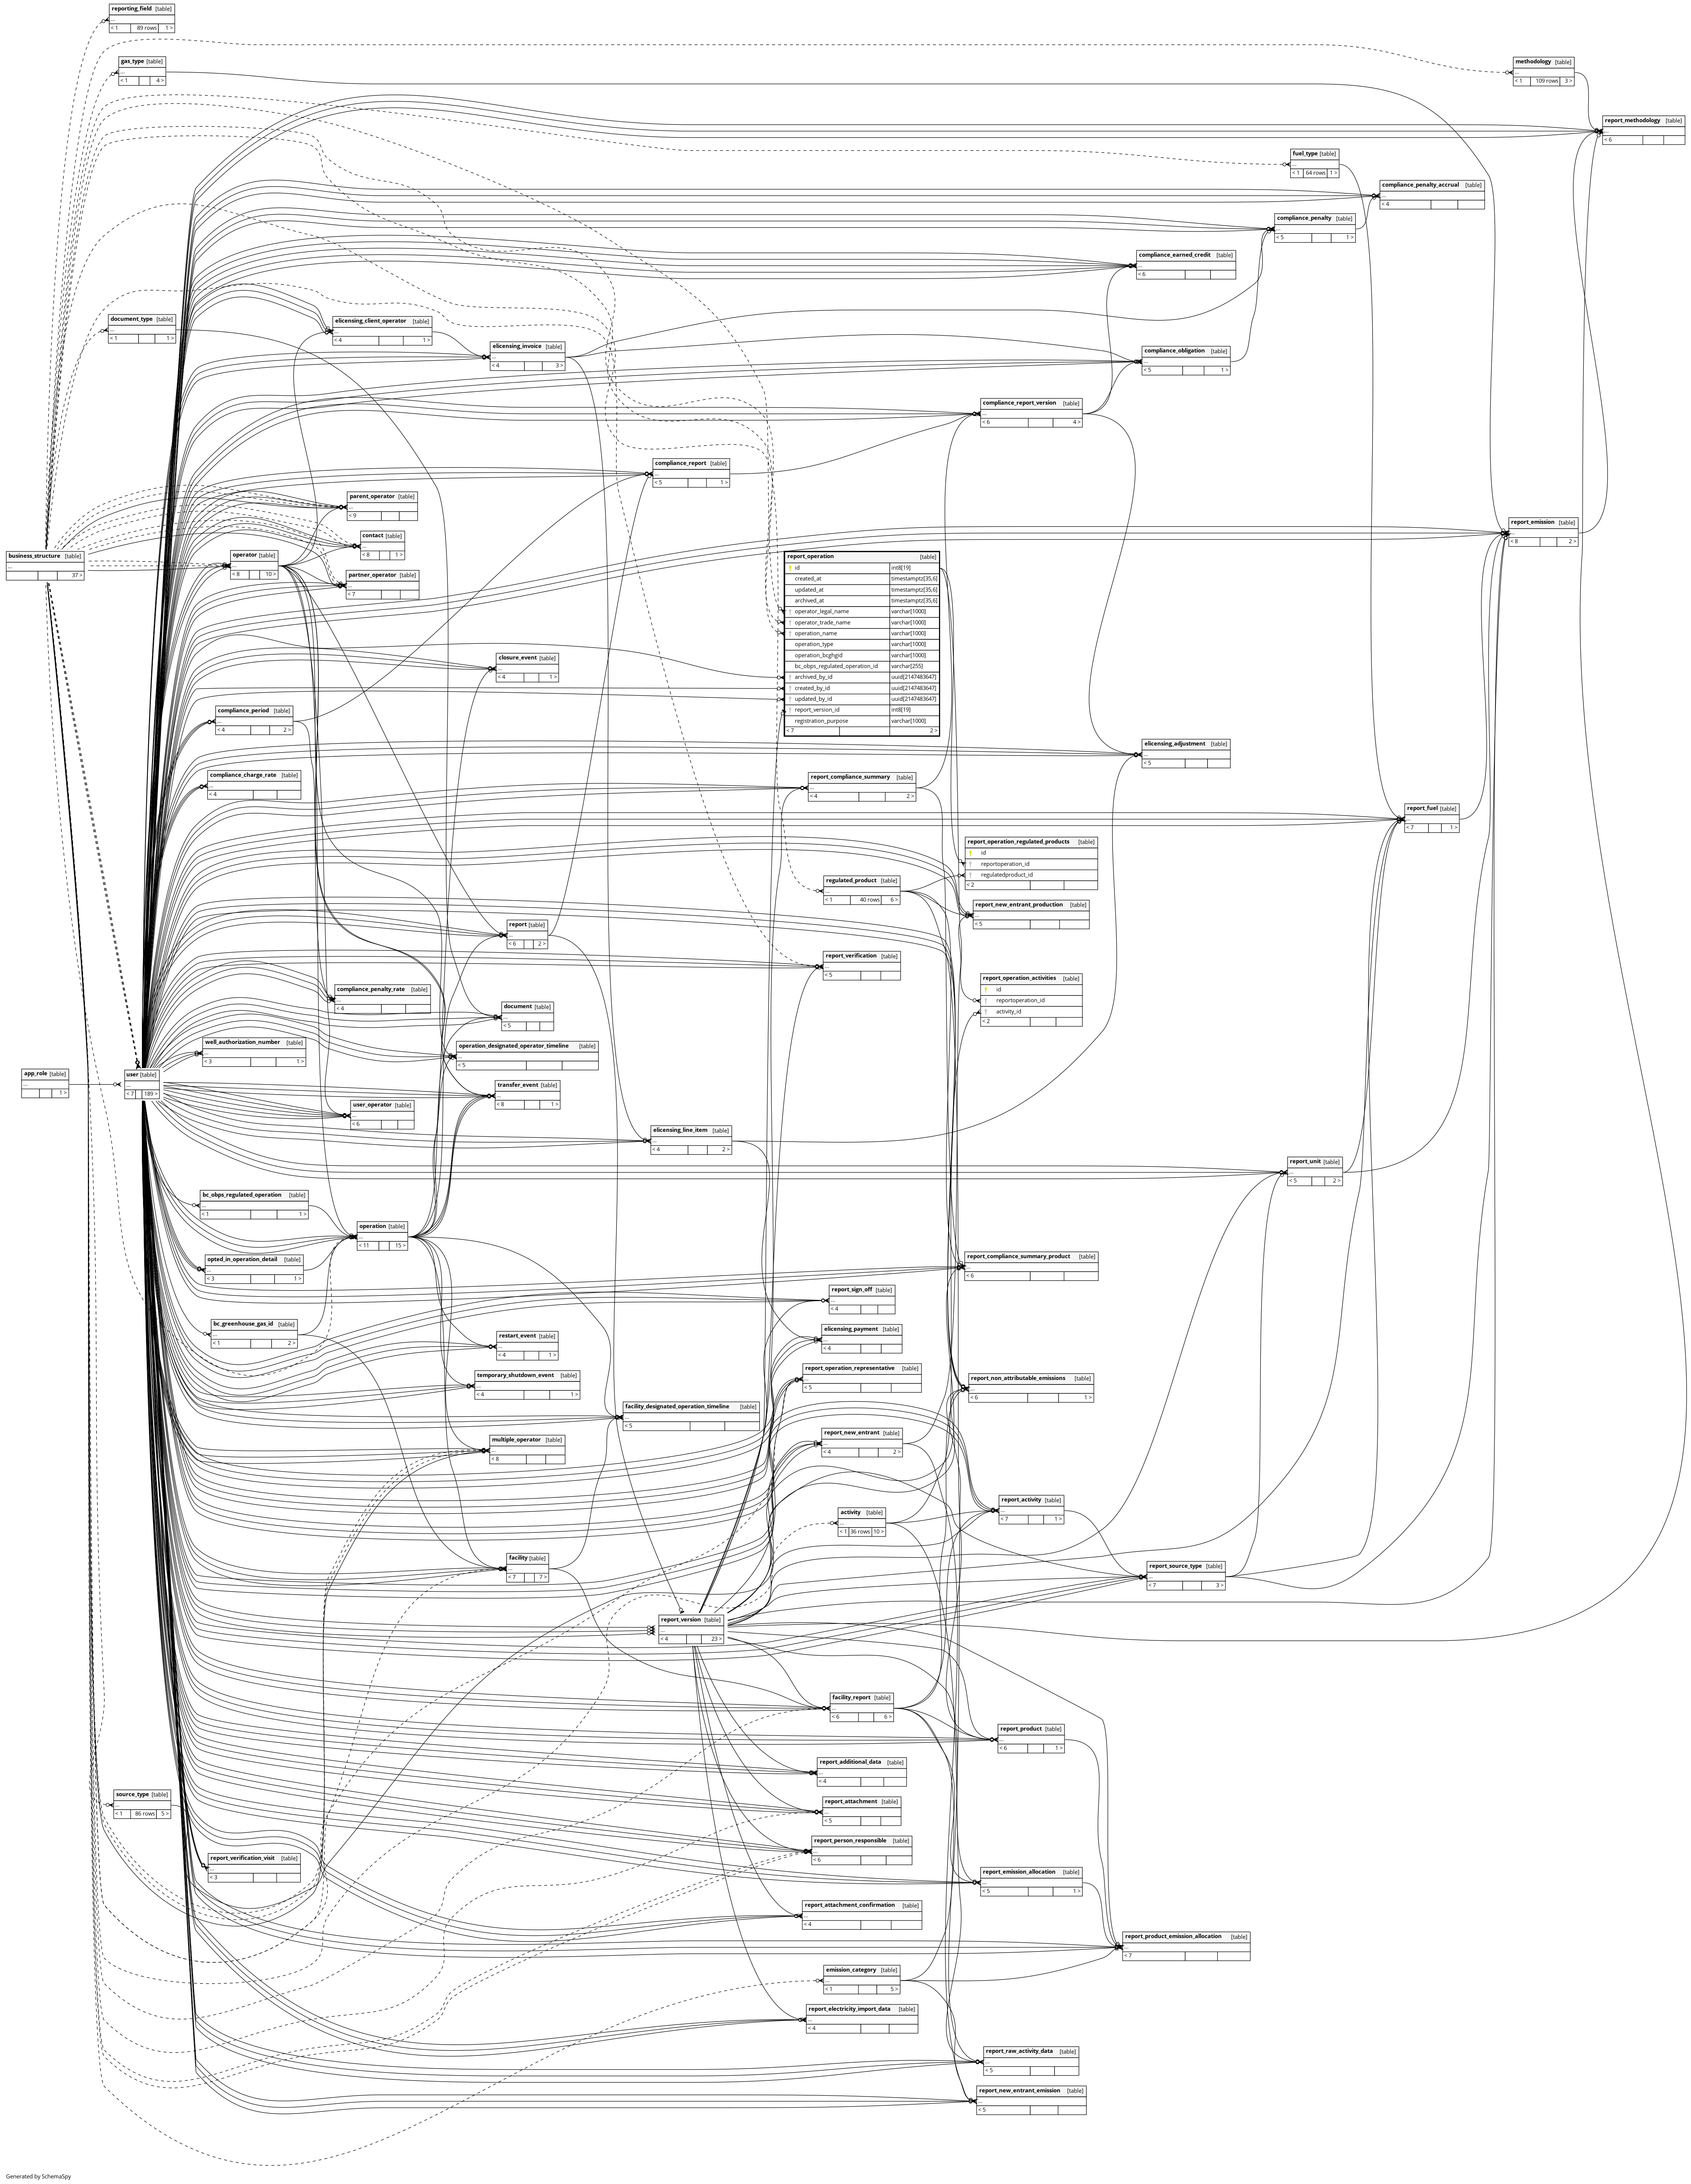 reporting_field [table]
...
< 1 89 rows 1 >
gas_type [table]
...
< 1 4 >
methodology [table]
...
< 1 109 rows 3 >
report_methodology [table]
...
< 6
fuel_type [table]
...
< 1 64 rows 1 >
compliance_penalty_accrual [table]
...
< 4
compliance_penalty [table]
...
< 5 1 >
compliance_earned_credit [table]
...
< 6
document_type [table]
...
< 1 1 >
elicensing_client_operator [table]
...
< 4 1 >
elicensing_invoice [table]
...
< 4 3 >
compliance_obligation [table]
...
< 5 1 >
compliance_report_version [table]
...
< 6 4 >
compliance_report [table]
...
< 5 1 >
parent_operator [table]
...
< 9
contact [table]
...
< 8 1 >
report_emission [table]
...
< 8 2 >
business_structure [table]
...
37 >
operator [table]
...
< 8 10 >
partner_operator [table]
...
< 7
report_operation [table]
id int8[19]
created_at timestamptz[35,6]
updated_at timestamptz[35,6]
archived_at timestamptz[35,6]
operator_legal_name varchar[1000]
operator_trade_name varchar[1000]
operation_name varchar[1000]
operation_type varchar[1000]
operation_bcghgid varchar[1000]
bc_obps_regulated_operation_id varchar[255]
archived_by_id uuid[2147483647]
created_by_id uuid[2147483647]
updated_by_id uuid[2147483647]
report_version_id int8[19]
registration_purpose varchar[1000]
< 7 2 >
closure_event [table]
...
< 4 1 >
compliance_period [table]
...
< 4 2 >
elicensing_adjustment [table]
...
< 5
compliance_charge_rate [table]
...
< 4
report_compliance_summary [table]
...
< 4 2 >
report_fuel [table]
...
< 7 1 >
report_operation_regulated_products [table]
id
reportoperation_id
regulatedproduct_id
< 2
regulated_product [table]
...
< 1 40 rows 6 >
report_new_entrant_production [table]
...
< 5
report [table]
...
< 6 2 >
report_verification [table]
...
< 5
report_operation_activities [table]
id
reportoperation_id
activity_id
< 2
compliance_penalty_rate [table]
...
< 4
document [table]
...
< 5
well_authorization_number [table]
...
< 3 1 >
operation_designated_operator_timeline [table]
...
< 5
app_role [table]
...
1 >
user [table]
...
< 7 189 >
transfer_event [table]
...
< 8 1 >
user_operator [table]
...
< 6
elicensing_line_item [table]
...
< 4 2 >
report_unit [table]
...
< 5 2 >
bc_obps_regulated_operation [table]
...
< 1 1 >
operation [table]
...
< 11 15 >
opted_in_operation_detail [table]
...
< 3 1 >
report_compliance_summary_product [table]
...
< 6
report_sign_off [table]
...
< 4
bc_greenhouse_gas_id [table]
...
< 1 2 >
restart_event [table]
...
< 4 1 >
elicensing_payment [table]
...
< 4
temporary_shutdown_event [table]
...
< 4 1 >
report_operation_representative [table]
...
< 5
report_non_attributable_emissions [table]
...
< 6 1 >
facility_designated_operation_timeline [table]
...
< 5
multiple_operator [table]
...
< 8
report_new_entrant [table]
...
< 4 2 >
report_activity [table]
...
< 7 1 >
activity [table]
...
< 1 36 rows 10 >
facility [table]
...
< 7 7 >
report_source_type [table]
...
< 7 3 >
report_version [table]
...
< 4 23 >
facility_report [table]
...
< 6 6 >
report_product [table]
...
< 6 1 >
report_additional_data [table]
...
< 4
source_type [table]
...
< 1 86 rows 5 >
report_attachment [table]
...
< 5
report_person_responsible [table]
...
< 6
report_verification_visit [table]
...
< 3
report_emission_allocation [table]
...
< 5 1 >
report_attachment_confirmation [table]
...
< 4
report_product_emission_allocation [table]
...
< 7
emission_category [table]
...
< 1 5 >
report_electricity_import_data [table]
...
< 4
report_raw_activity_data [table]
...
< 5
report_new_entrant_emission [table]
...
< 5
Generated by SchemaSpy